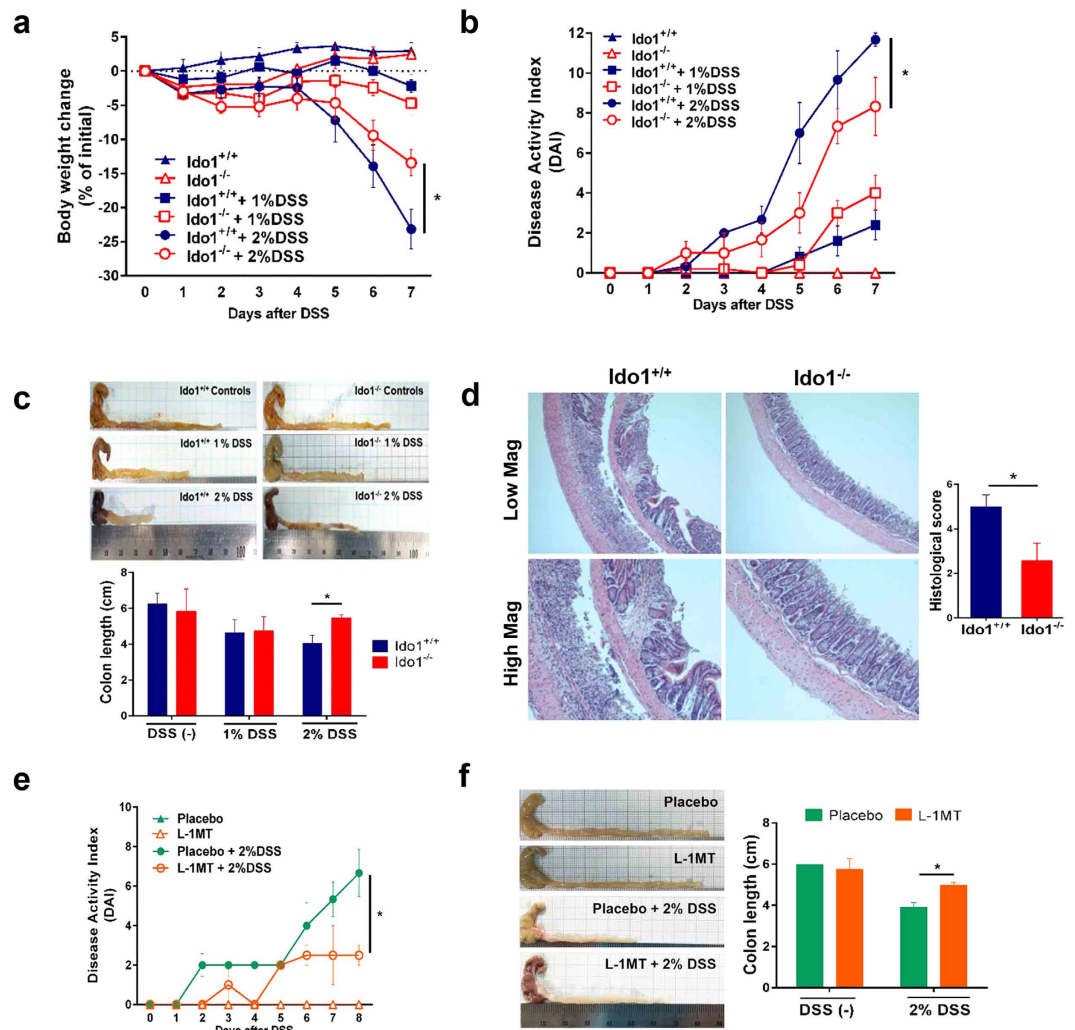 a
Body weight change
(% of initial)
5
0
-5
-10
-15
-20
-25
-30
Ido1+/+
Ido1-/-
Ido1+/+ + 1%DSS
Ido1-/- + 1%DSS
Ido1+/+ + 2%DSS
Ido1-/- + 2%DSS
*
0 1 2 3 4 5 6 7
Days after DSS
b
Disease Activity Index
(DAI)
12
10
8
6
4
2
0
Ido1+/+
Ido1-/-
Ido1+/+ + 1%DSS
Ido1-/- + 1%DSS
Ido1+/+ + 2%DSS
Ido1-/- + 2%DSS
*
0 1 2 3 4 5 6 7
Days after DSS
c
Ido1+/+ Controls
Ido1-/- Controls
Ido1+/+ 1% DSS
Ido1-/- 1% DSS
Ido1+/+ 2% DSS
Ido1-/- 2% DSS
Colon length (cm)
8
6
4
2
0
*
Ido1+/+
Ido1-/-
DSS (-) 1% DSS 2% DSS
d
Ido1+/+ Ido1-/-
Low Mag
High Mag
Histological score
6
4
2
0
*
Ido1+/+ Ido1-/-
e
Disease Activity Index
(DAI)
10
8
6
4
2
0
Placebo
L-1MT
Placebo + 2%DSS
L-1MT + 2%DSS
*
0 1 2 3 4 5 6 7 8
Days after DSS
f
Placebo
L-1MT
Placebo + 2% DSS
L-1MT + 2% DSS
Placebo L-1MT
Colon length (cm)
8
6
4
2
0
*
DSS (-) 2% DSS